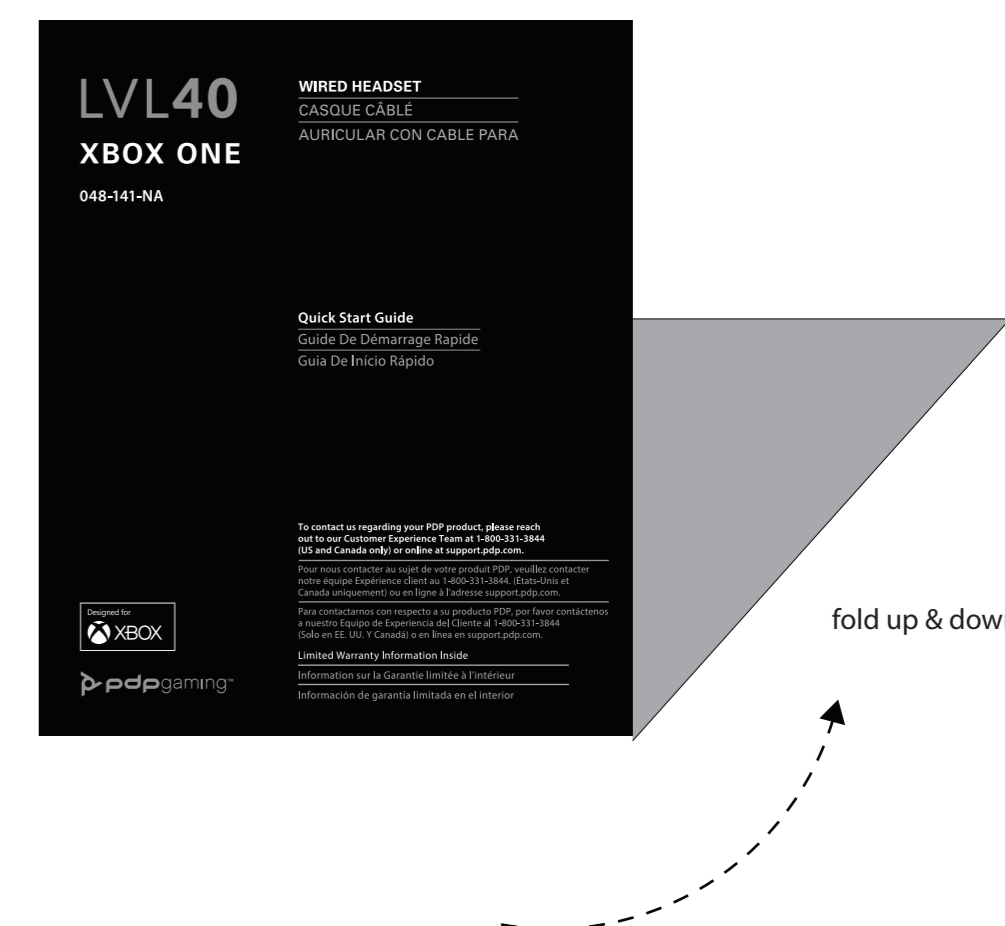 LVL40
XBOX ONE
048-141-NA
WIRED HEADSET
CASQUE CÂBLÉ
AURICULAR CON CABLE PARA
Quick Start Guide
Guide De Démarrage Rapide
Guia De Início Rápido
To contact us regarding your PDP product, please reach
out to our Customer Experience Team at 1-800-331-3844
(US and Canada only) or online at support.pdp.com.
Pour nous contacter au sujet de votre produit PDP, veuillez contacter
notre équipe Expérience client au 1-800-331-3844. (États-Unis et
Canada uniquement) ou en ligne à l'adresse support.pdp.com.
Para contactarnos con respecto a su producto PDP, por favor contáctenos
a nuestro Equipo de Experiencia del Cliente al 1-800-331-3844
(Solo en EE. UU. Y Canadá) o en línea en support.pdp.com.
Limited Warranty Information Inside
Information sur la Garantie limitée à l'intérieur
Información de garantía limitada en el interior
Designed for
XBOX
pdpgaming™
fold up & dow